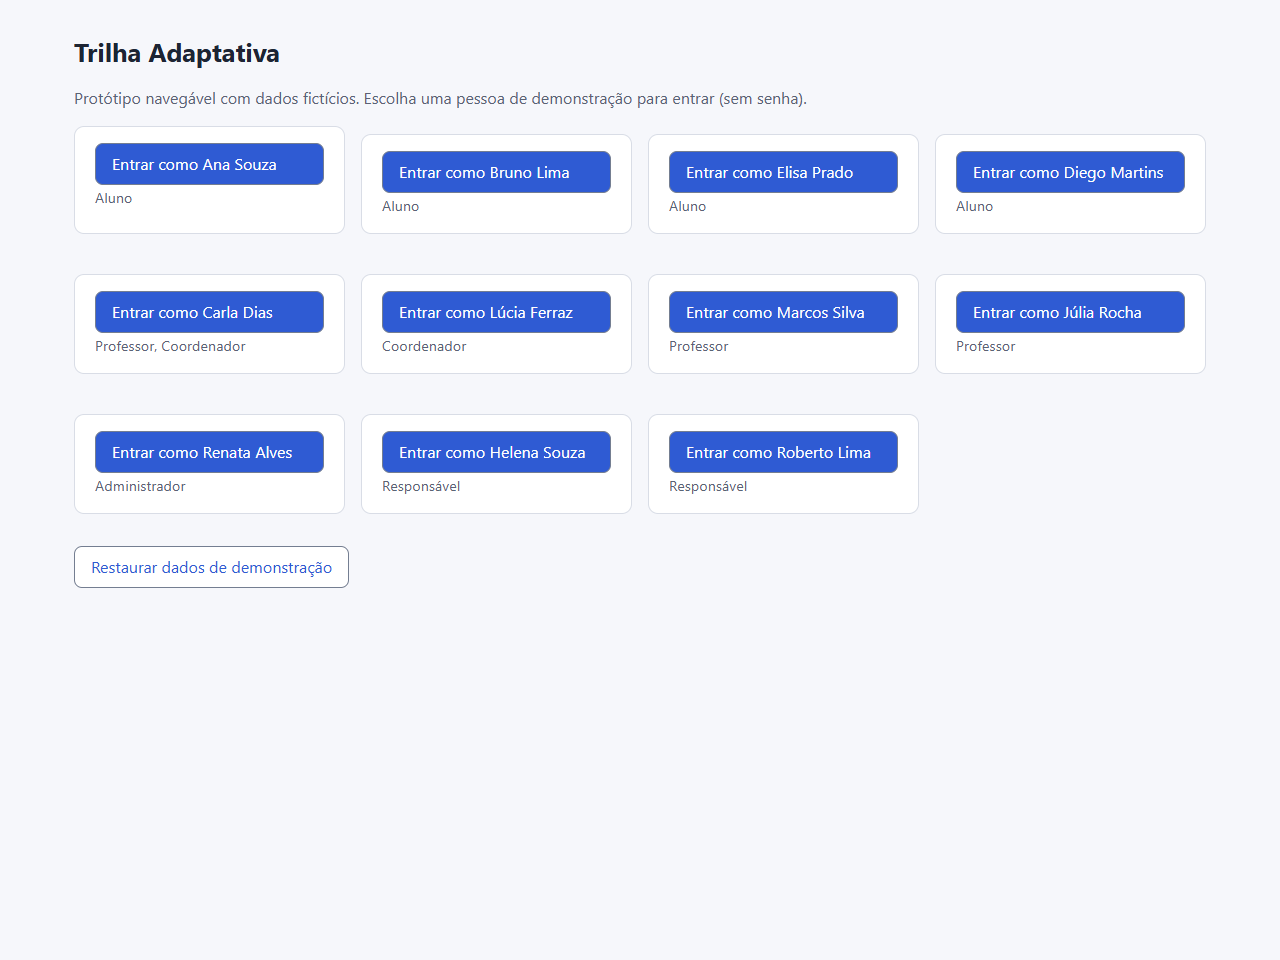 Trilha Adaptativa
Protótipo navegável com dados fictícios. Escolha uma pessoa de demonstração para entrar (sem senha).
Entrar como Ana Souza
Aluno
Entrar como Bruno Lima
Aluno
Entrar como Elisa Prado
Aluno
Entrar como Diego Martins
Aluno
Entrar como Carla Dias
Professor, Coordenador
Entrar como Lúcia Ferraz
Coordenador
Entrar como Marcos Silva
Professor
Entrar como Júlia Rocha
Professor
Entrar como Renata Alves
Administrador
Entrar como Helena Souza
Responsável
Entrar como Roberto Lima
Responsável
Restaurar dados de demonstração